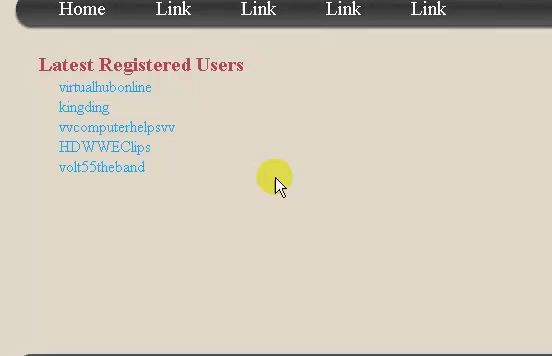 Home Link Link Link Link
Latest Registered Users
virtualhubonline
kingding
vvcomputerhelpsvv
HDWWEClips
volt55theband